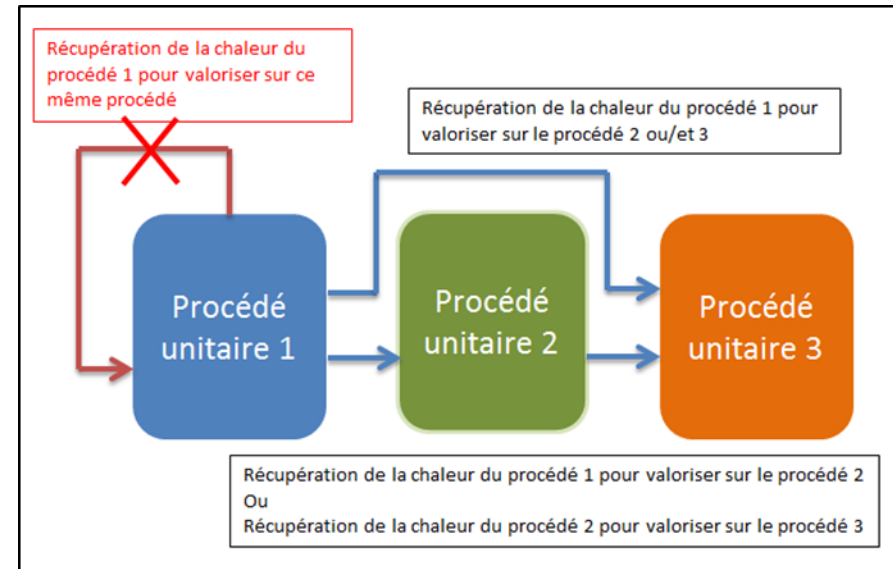 Récupération de la chaleur du
procédé 1 pour valoriser sur ce
même procédé
Récupération de la chaleur du procédé 1 pour
valoriser sur le procédé 2 ou/et 3
Procédé
unitaire 1
Procédé
unitaire 2
Procédé
unitaire 3
Récupération de la chaleur du procédé 1 pour valoriser sur le procédé 2
Ou
Récupération de la chaleur du procédé 2 pour valoriser sur le procédé 3